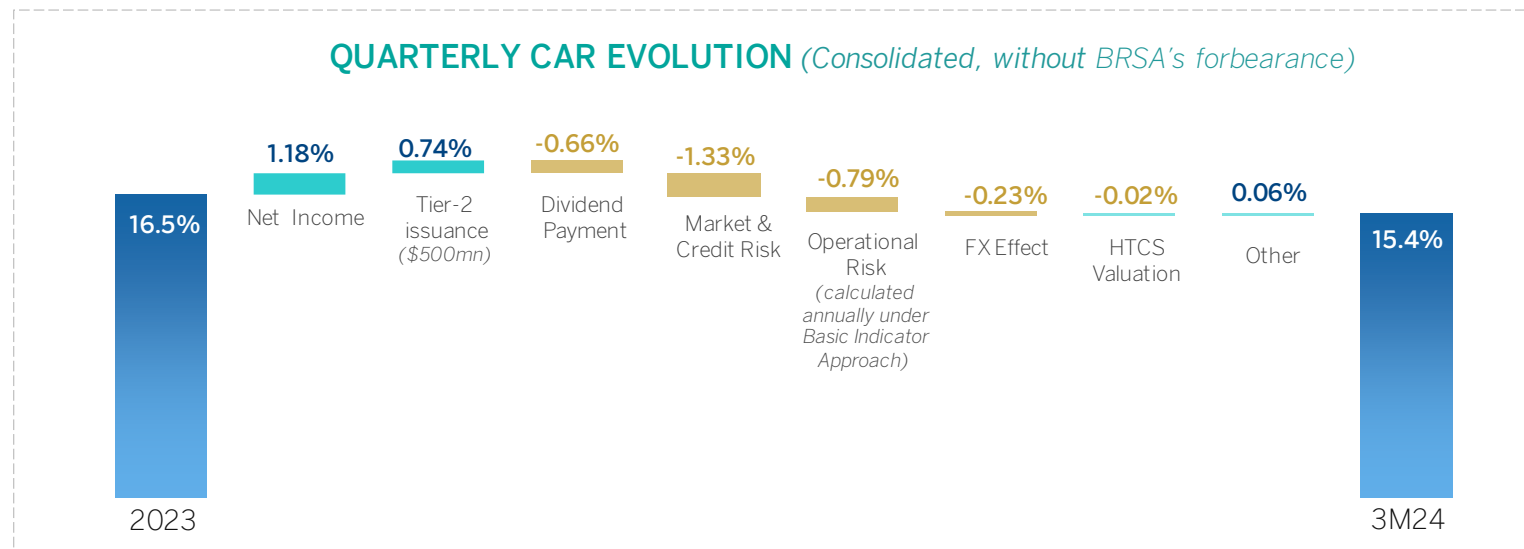 QUARTERLY CAR EVOLUTION (Consolidated, without BRSA's forbearance)
16.5%
2023
1.18%
Net Income
0.74%
Tier-2
issuance
($500mn)
-0.66%
Dividend
Payment
-1.33%
Market &
Credit Risk
-0.79%
Operational
Risk
(calculated
annually under
Basic Indicator
Approach)
-0.23%
FX Effect
-0.02%
HTCS
Valuation
0.06%
Other
15.4%
3M24